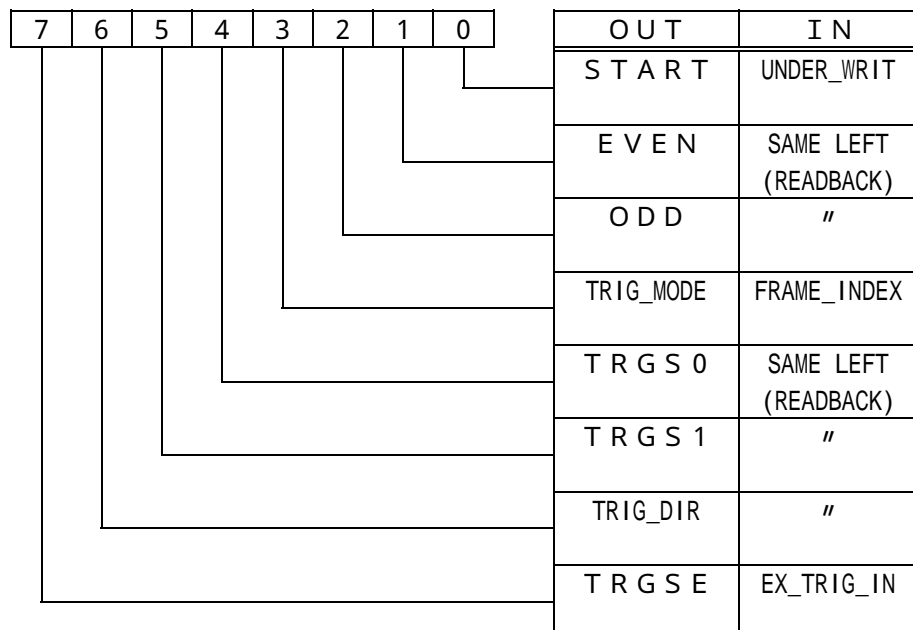 7 6 5 4 3 2 1 0
OUT IN
START UNDER_WRIT
EVEN SAME LEFT
(READBACK)
ODD 〃
TRIG_MODE FRAME_INDEX
TRGS0 SAME LEFT
(READBACK)
TRGS1 〃
TRIG_DIR 〃
TRGSE EX_TRIG_IN